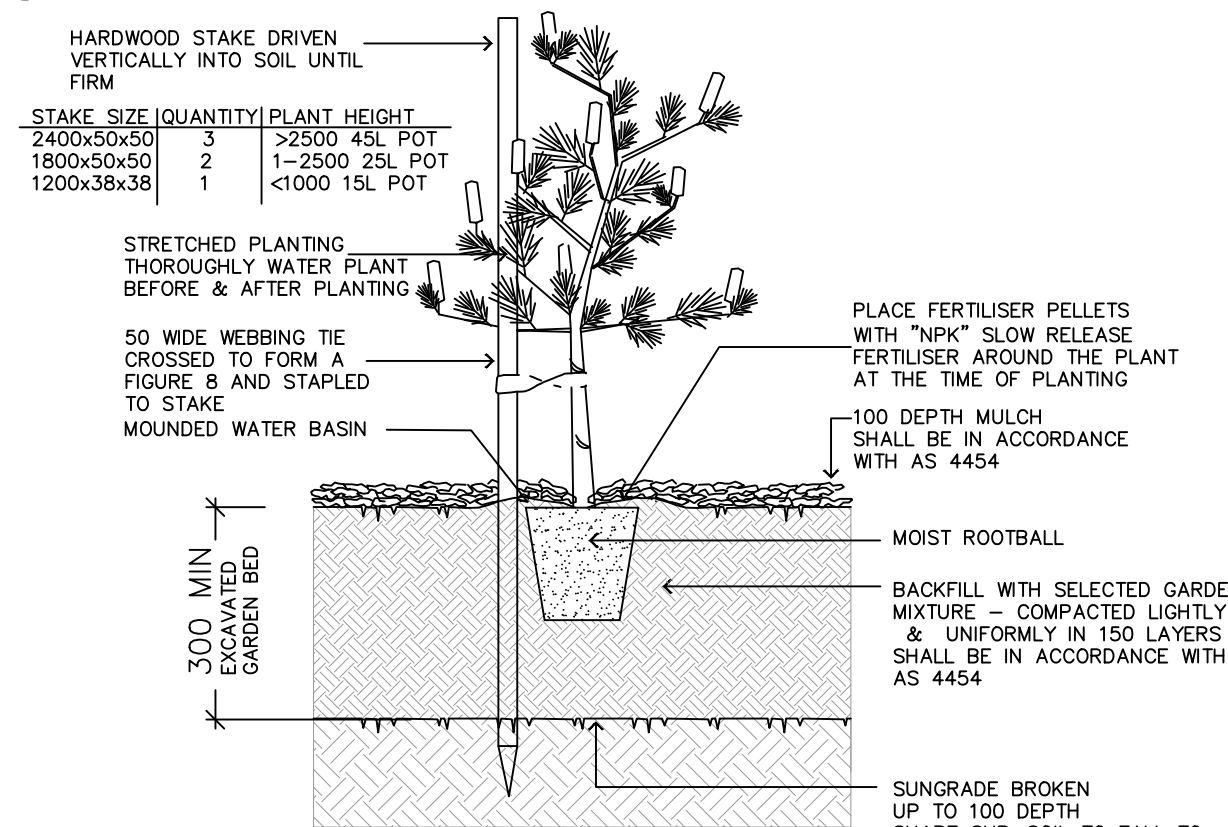 HARDWOOD STAKE DRIVEN
VERTICALLY INTO SOIL UNTIL
FIRM
STAKE SIZE QUANTITY PLANT HEIGHT
2400x50x50 3 >2500 45L POT
1800x50x50 2 1-2500 25L POT
1200x38x38 1 <1000 15L POT
STRETCHED PLANTING
THOROUGHLY WATER PLANT
BEFORE & AFTER PLANTING
50 WIDE WEBBING TIE
CROSSED TO FORM A
FIGURE 8 AND STAPLED
TO STAKE
MOUNDED WATER BASIN
PLACE FERTILISER PELLETS
WITH "NPK" SLOW RELEASE
FERTILISER AROUND THE PLANT
AT THE TIME OF PLANTING
100 DEPTH MULCH
SHALL BE IN ACCORDANCE
WITH AS 4454
300 MIN
EXCAVATED
GARDEN BED
MOIST ROOTBALL
BACKFILL WITH SELECTED GARDE
MIXTURE – COMPACTED LIGHTLY
& UNIFORMLY IN 150 LAYERS
SHALL BE IN ACCORDANCE WITH
AS 4454
SUNGRADE BROKEN
UP TO 100 DEPTH